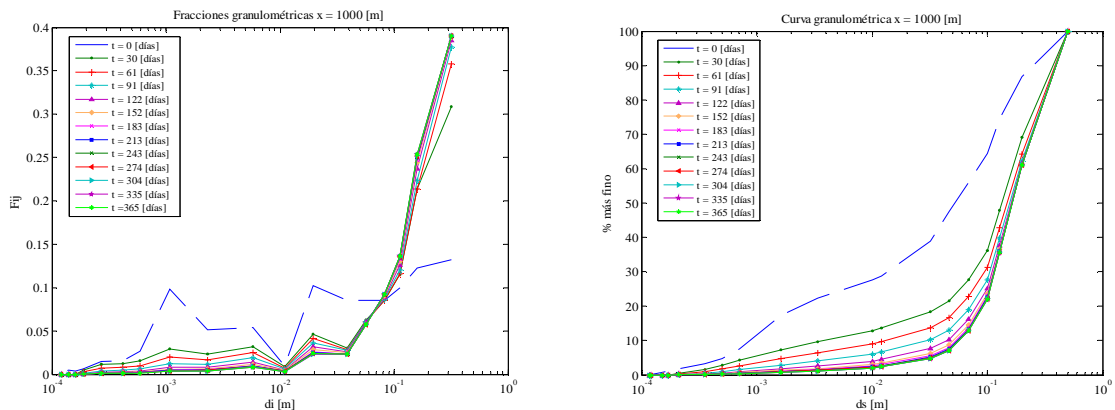 Fracciones granulométricas x = 1000 [m]
0.4
0.35
0.3
0.25
0.2
0.15
0.1
0.05
0
Fij
t = 0 [días]
t = 30 [días]
t = 61 [días]
t = 91 [días]
t = 122 [días]
t = 152 [días]
t = 183 [días]
t = 213 [días]
t = 243 [días]
t = 274 [días]
t = 304 [días]
t = 335 [días]
t =365 [días]
10^-4
10^-3
10^-2
10^-1
10^0
di [m]
Curva granulométrica x = 1000 [m]
100
90
80
70
60
50
40
30
20
10
0
% más fino
t = 0 [días]
t = 30 [días]
t = 61 [días]
t = 91 [días]
t = 122 [días]
t = 152 [días]
t = 183 [días]
t = 213 [días]
t = 243 [días]
t = 274 [días]
t = 304 [días]
t = 335 [días]
t = 365 [días]
10^-4
10^-3
10^-2
10^-1
10^0
ds [m]